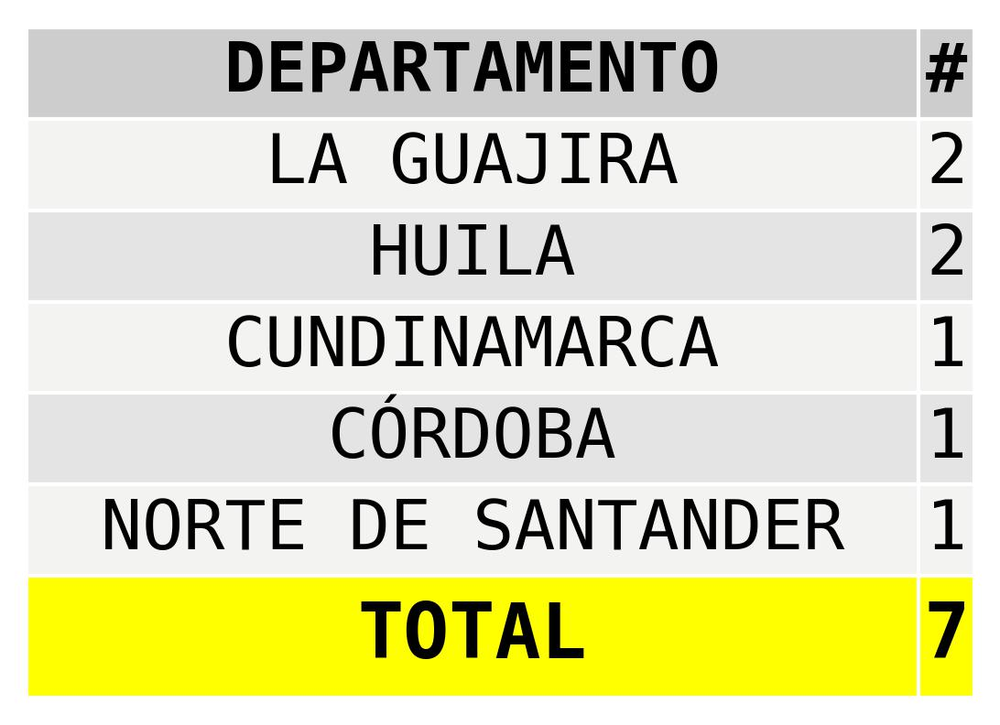 DEPARTAMENTO #
LA GUAJIRA 2
HUILA 2
CUNDINAMARCA 1
CÓRDOBA 1
NORTE DE SANTANDER 1
TOTAL 7